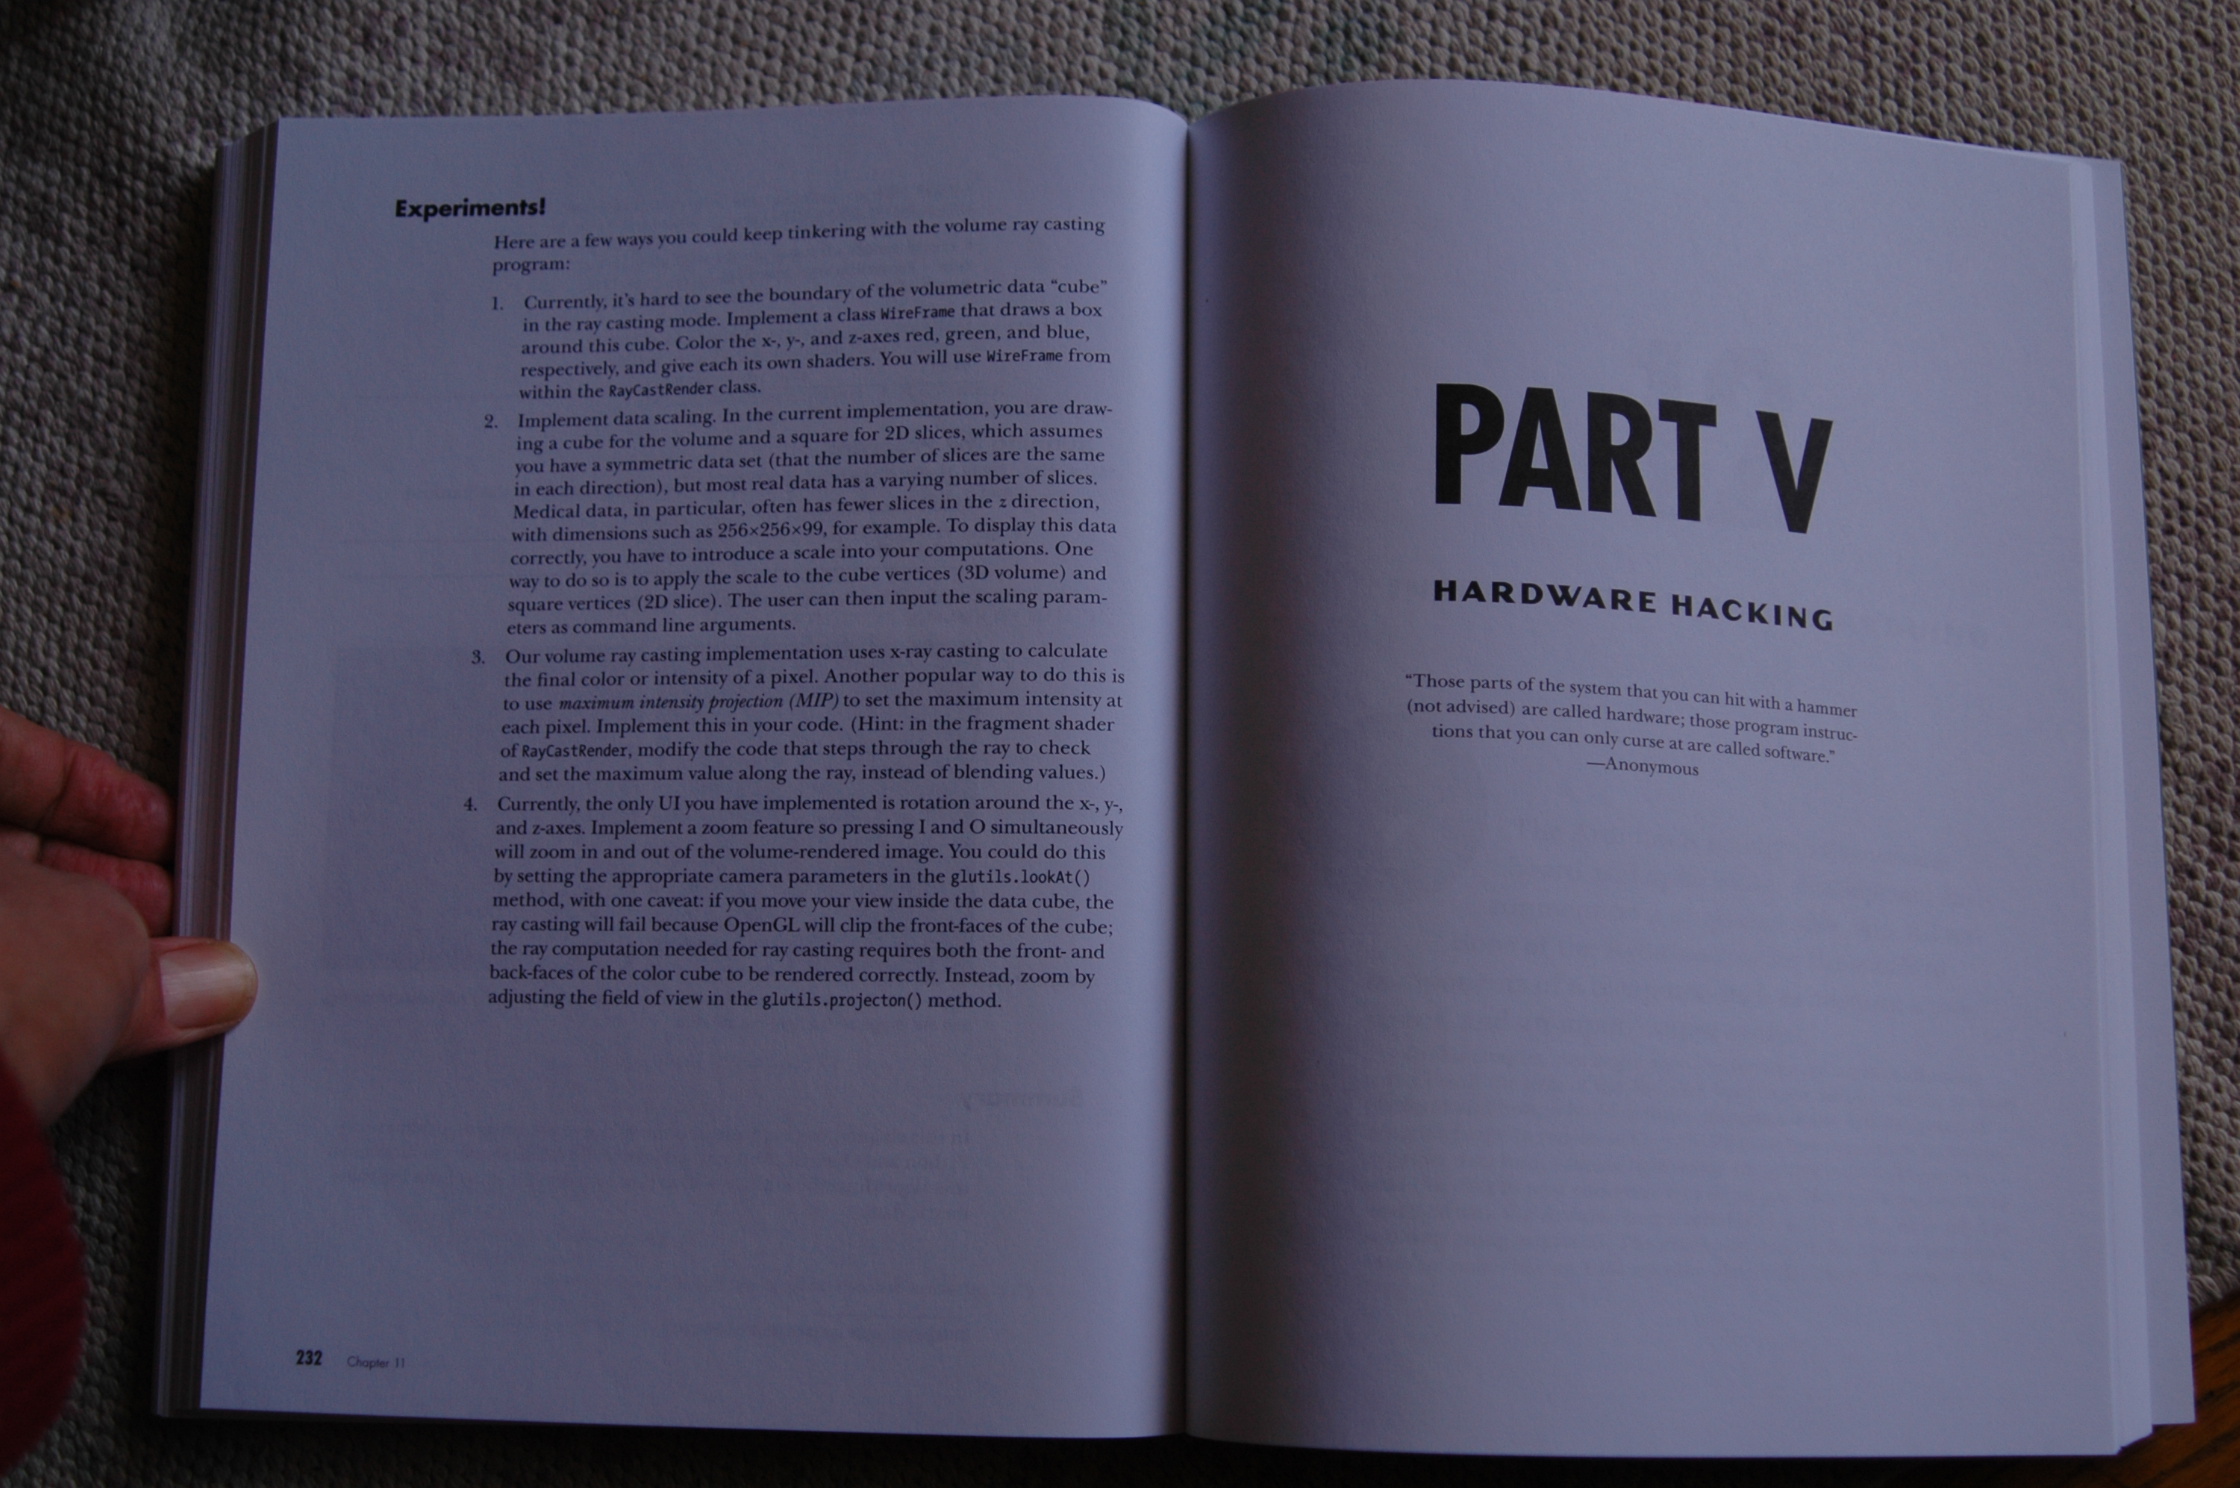 Experiments!
Here are a few ways you could keep tinkering with the volume ray casting
program:
1. Currently, it's hard to see the boundary of the volumetric data “cube”
in the ray casting mode. Implement a class WireFrame that draws a box
around this cube. Color the x-, y-, and z-axes red, green, and blue,
respectively, and give each its own shaders. You will use WireFrame from
within the RayCastRender class.
2. Implement data scaling. In the current implementation, you are draw-
ing a cube for the volume and a square for 2D slices, which assumes
you have a symmetric data set (that the number of slices are the same
in each direction), but most real data has a varying number of slices.
Medical data, in particular, often has fewer slices in the z direction,
with dimensions such as 256×256×99, for example. To display this data
correctly, you have to introduce a scale into your computations. One
way to do so is to apply the scale to the cube vertices (3D volume) and
square vertices (2D slice). The user can then input the scaling param-
eters as command line arguments.
3. Our volume ray casting implementation uses x-ray casting to calculate
the final color or intensity of a pixel. Another popular way to do this is
to use maximum intensity projection (MIP) to set the maximum intensity at
each pixel. Implement this in your code. (Hint: in the fragment shader
of RayCastRender, modify the code that steps through the ray to check
and set the maximum value along the ray, instead of blending values.)
4. Currently, the only UI you have implemented is rotation around the x-, y-,
and z-axes. Implement a zoom feature so pressing I and O simultaneously
will zoom in and out of the volume-rendered image. You could do this
by setting the appropriate camera parameters in the glutils.lookAt()
method, with one caveat: if you move your view inside the data cube, the
ray casting will fail because OpenGL will clip the front-faces of the cube;
the ray computation needed for ray casting requires both the front- and
back-faces of the color cube to be rendered correctly. Instead, zoom by
adjusting the field of view in the glutils.projecton() method.
232 Chapter 11
PART V
HARDWARE HACKING
“Those parts of the system that you can hit with a hammer
(not advised) are called hardware; those program instruc-
tions that you can only curse at are called software.”
—Anonymous